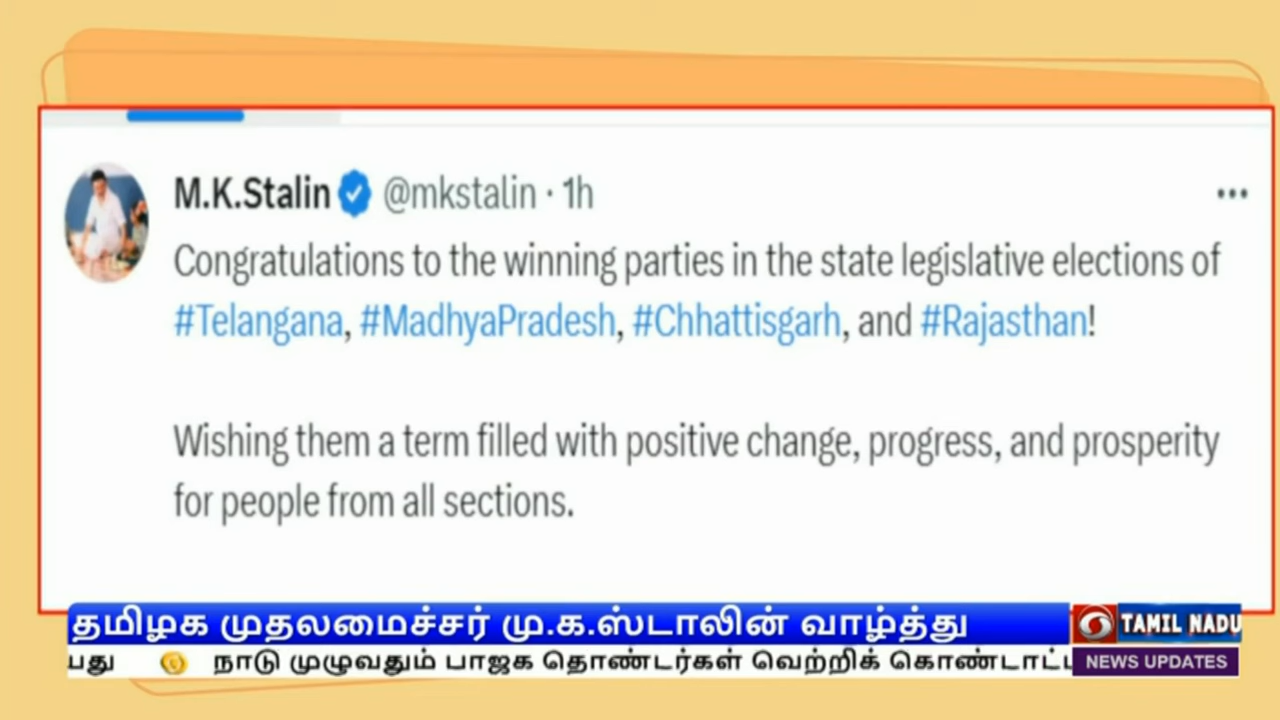 M.K.Stalin @mkstalin · 1h
Congratulations to the winning parties in the state legislative elections of
#Telangana, #MadhyaPradesh, #Chhattisgarh, and #Rajasthan!
Wishing them a term filled with positive change, progress, and prosperity
for people from all sections.
தமிழக முதலமைச்சர் மு.க.ஸ்டாலின் வாழ்த்து
TAMIL NADU
நாடு முழுவதும் பாஜக தொண்டர்கள் வெற்றிக்
NEWS UPDATES